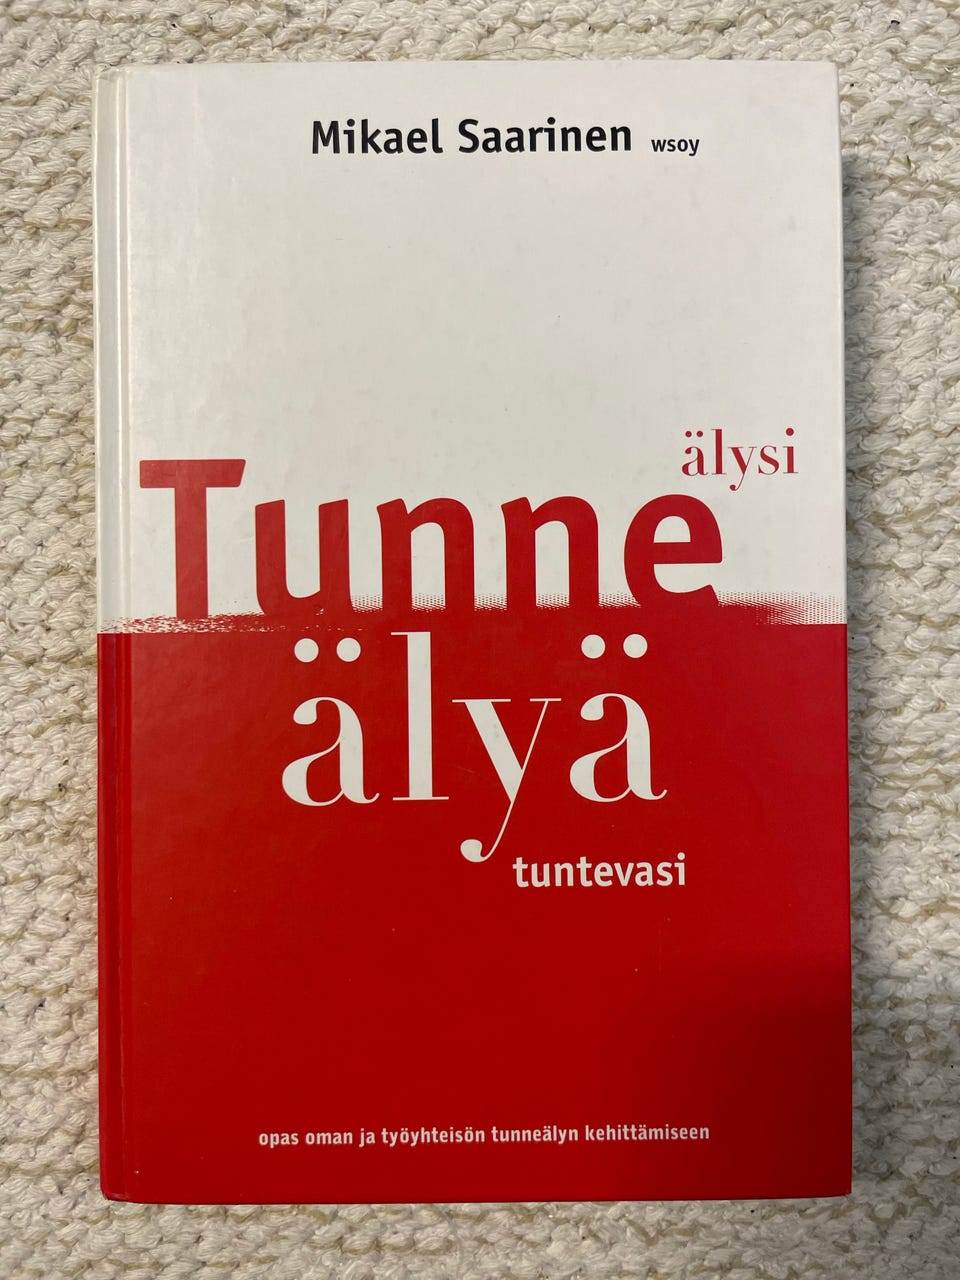 Mikael Saarinen wsoy
Tunne älysi
älyä
tuntevasi
opas oman ja työyhteisön tunneälyn kehittämiseen